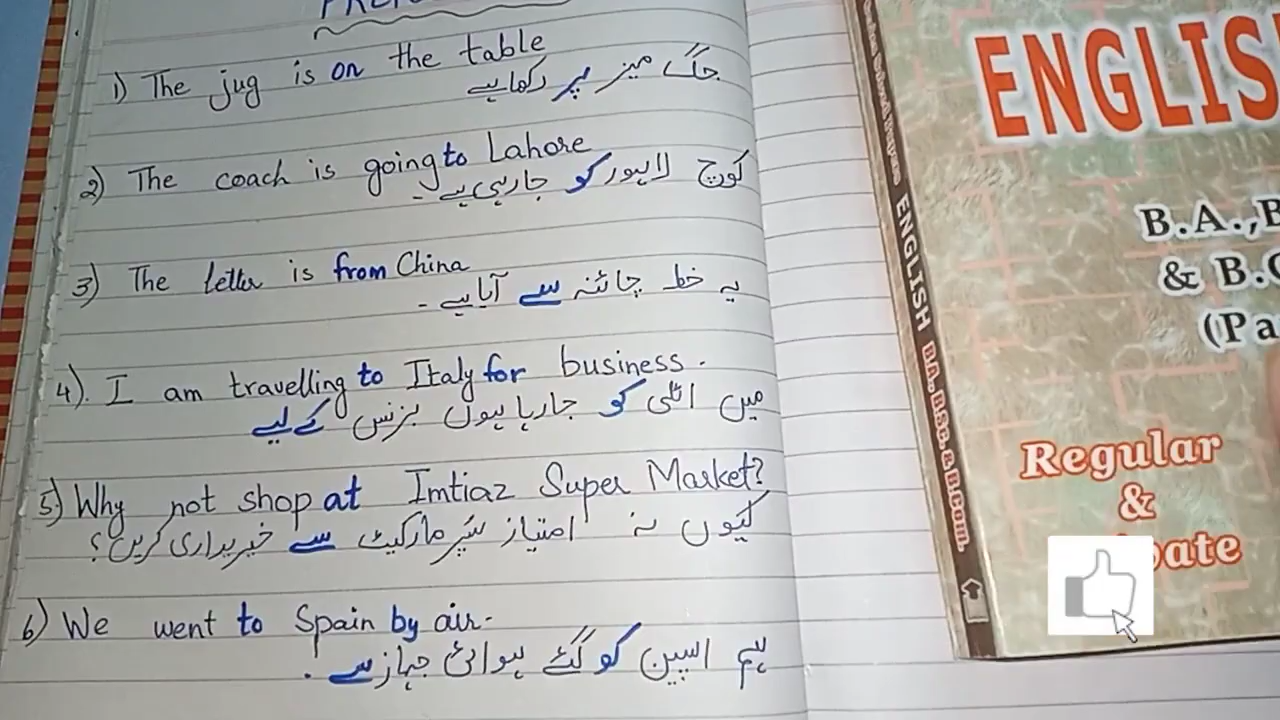 1) The jug is on the table
جگ میز پر رکھا ہے
2) The coach is going to Lahore
کوچ لاہور کو جارہی ہے ۔
3) The letter is from China
یہ خط چائنہ سے آیا ہے ۔
4). I am travelling to Italy for business.
میں اٹلی کو جارہا ہوں بزنس کے لیے
5) Why not shop at Imtiaz Super Market?
کیوں نہ امتیاز سپر مارکیٹ سے خریداری کریں؟
6) We went to Spain by air.
ہم اسپین کو گئے ہوائی جہاز سے .
ENGLIS
B.A.,B
& B.C
(Pa
Regular
&
ate
ENGLISH B.A., B.SC. & B.Com.